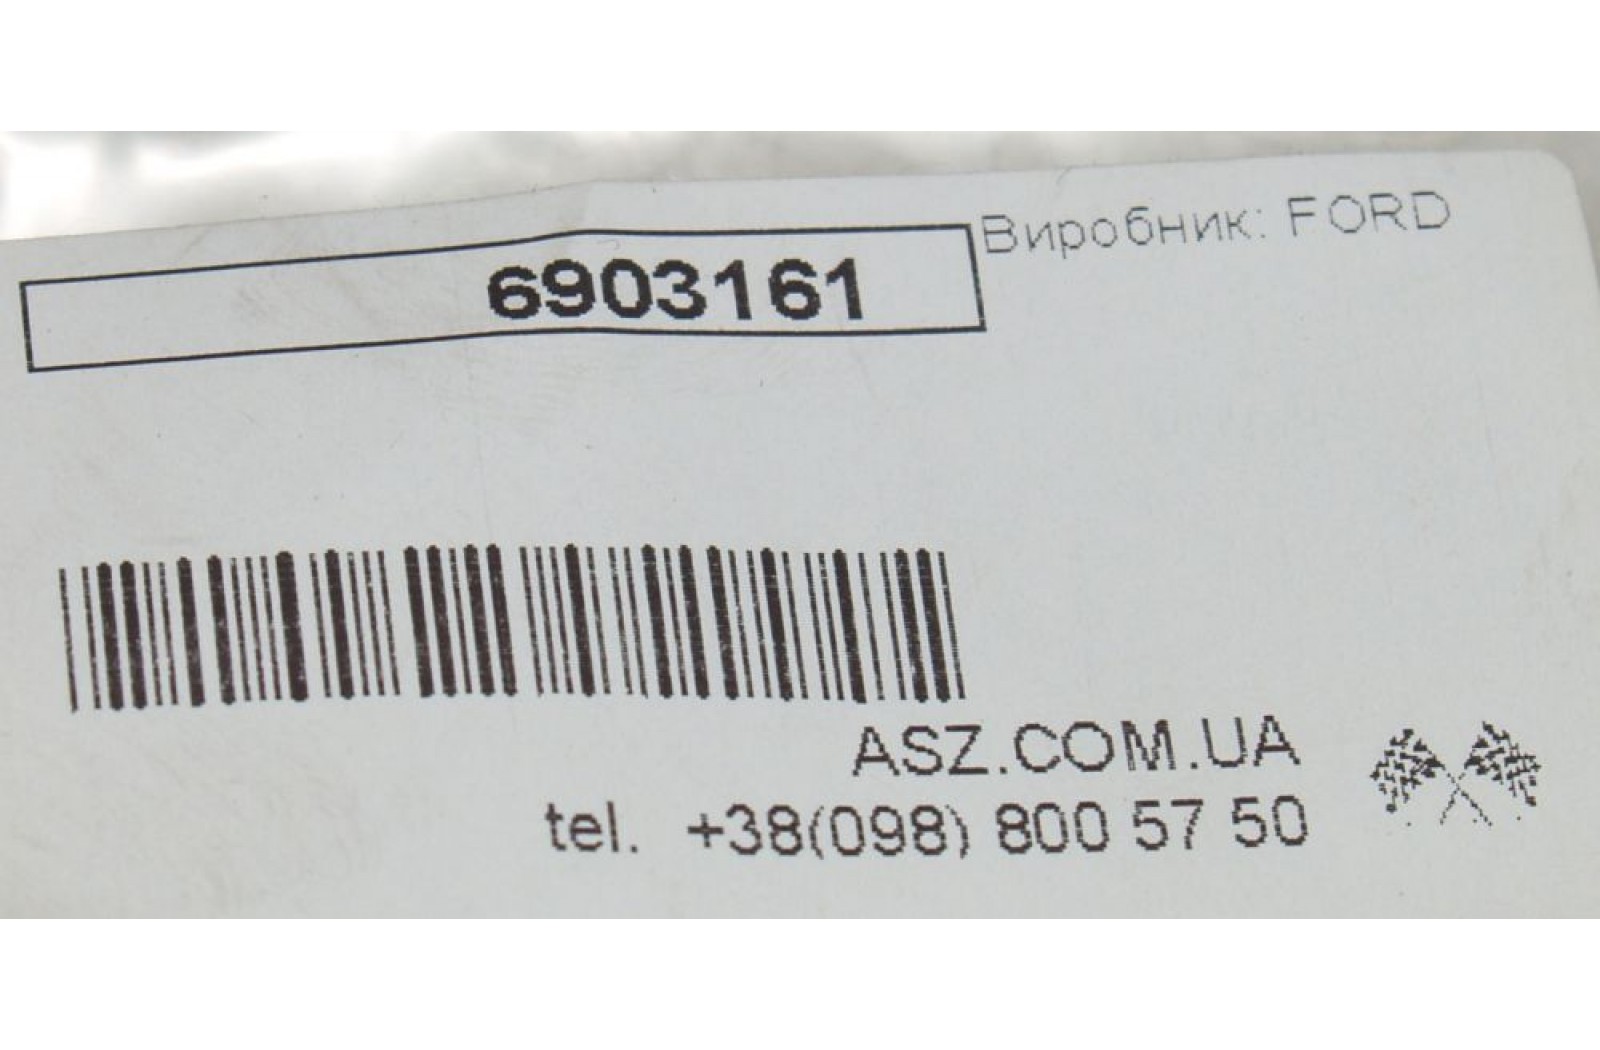 6903161
Виробник: FORD
ASZ.COM.UA
tel. +38(098) 800 57 50